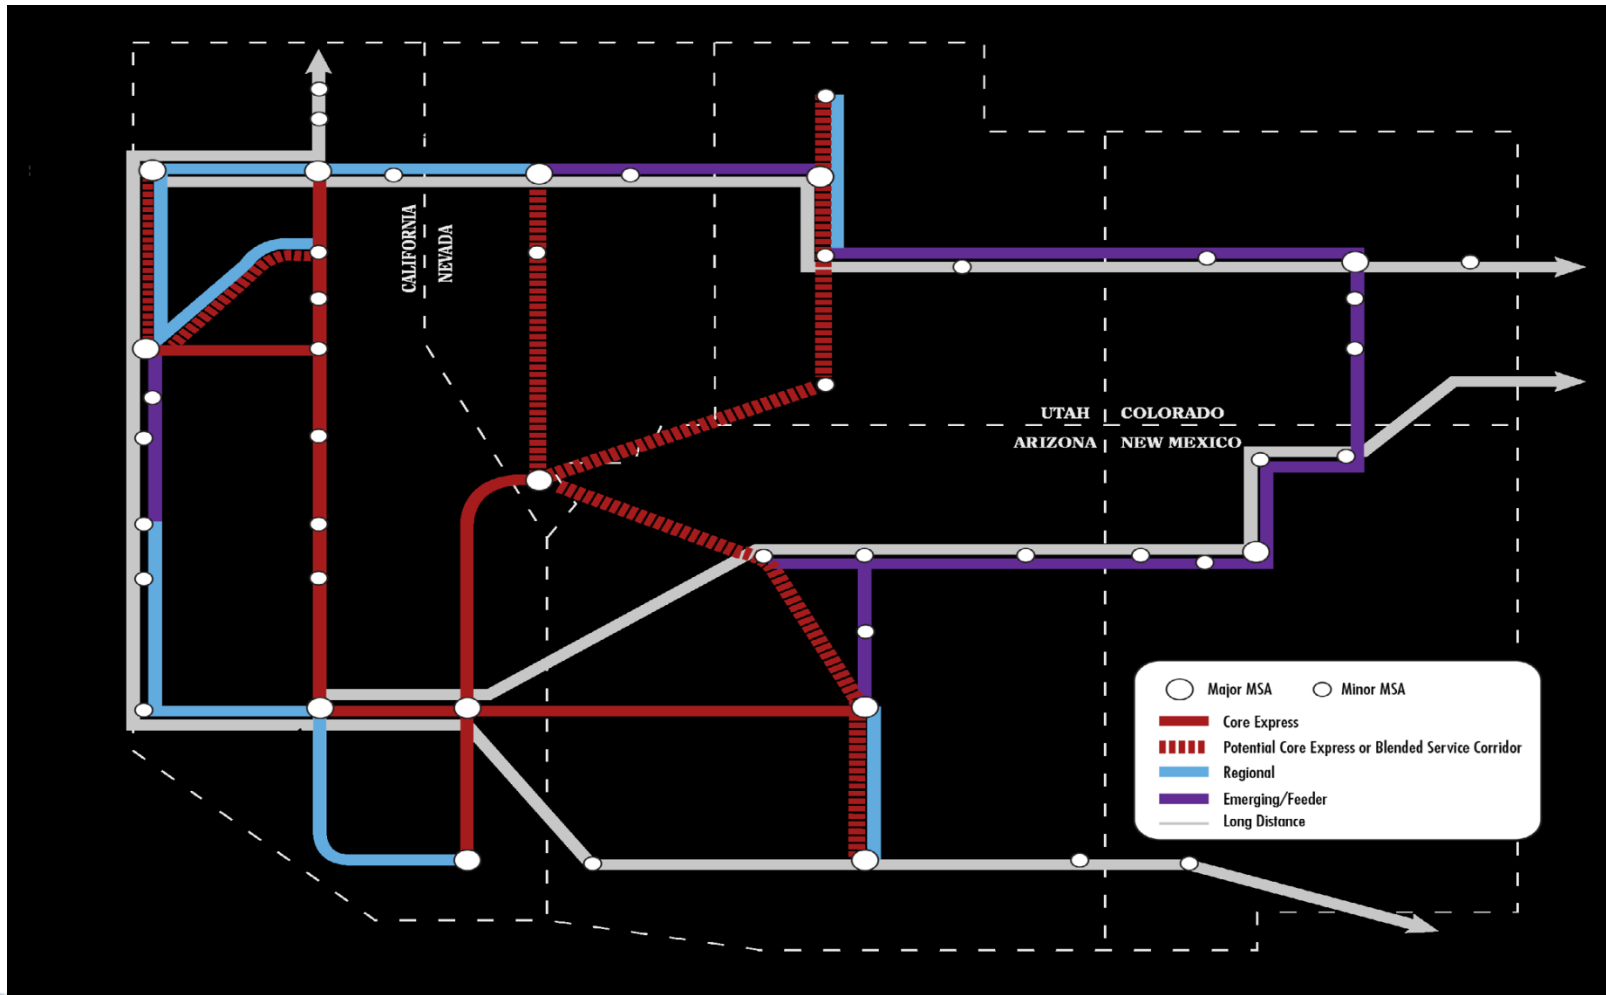 CALIFORNIA
NEVADA
UTAH
COLORADO
ARIZONA
NEW MEXICO
Major MSA
Minor MSA
Core Express
Potential Core Express or Blended Service Corridor
Regional
Emerging/Feeder
Long Distance